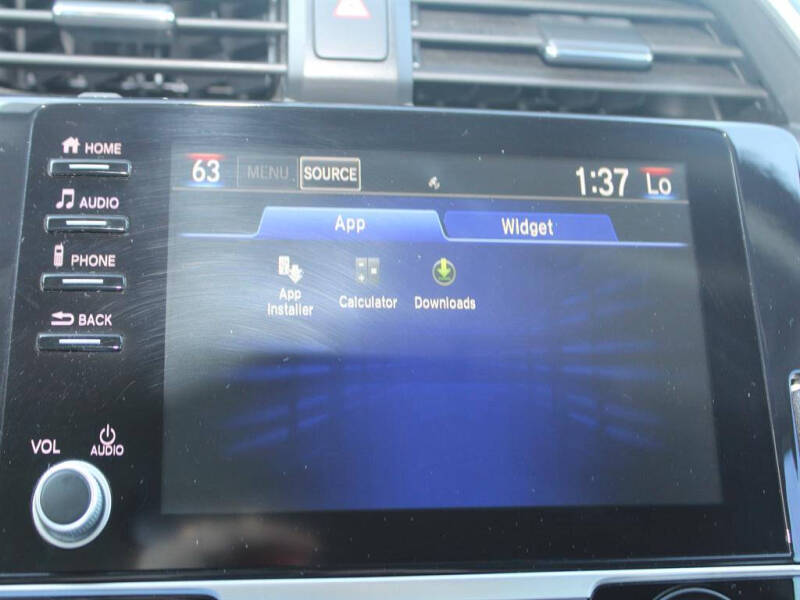 HOME
AUDIO
PHONE
BACK
VOL
AUDIO
63 MENU SOURCE 1:37 Lo
App Widget
App
Installer
Calculator
Downloads